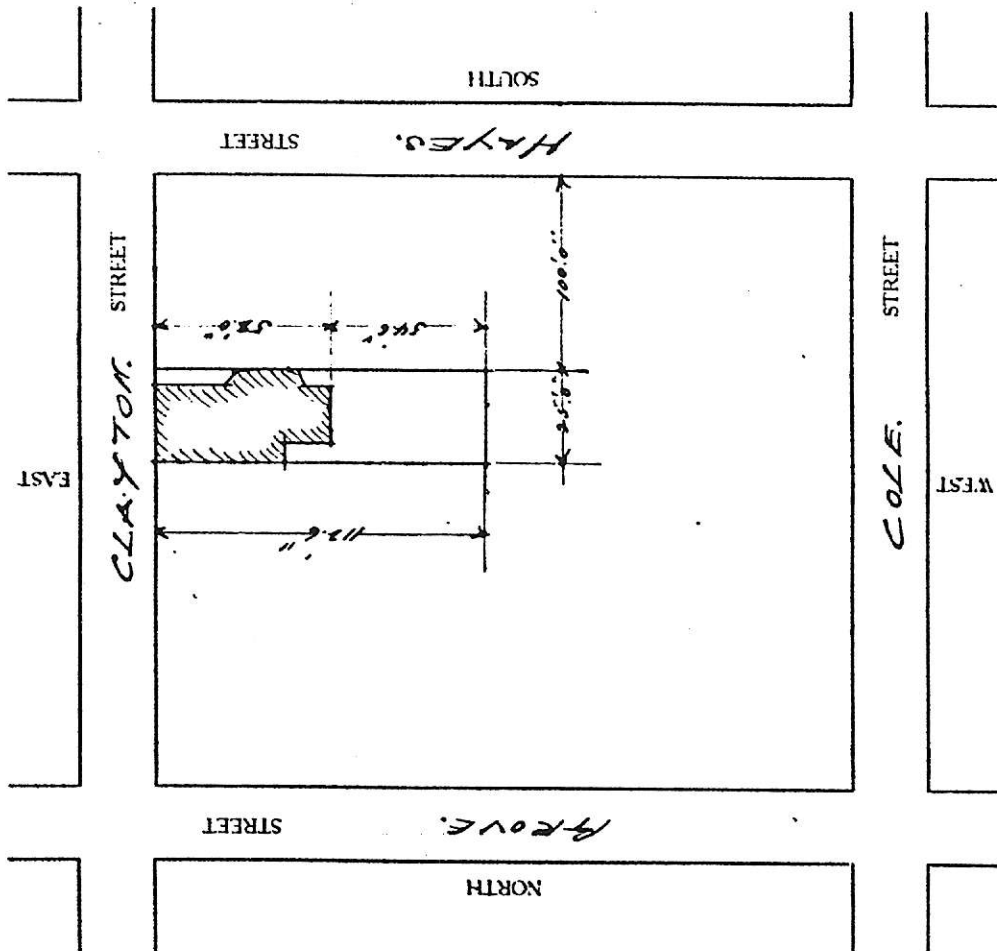 SOUTH
HAYES. STREET
STREET
CLAYTON.
EAST
58'.0"
54'.6"
100'.0"
25'.0"
112'.6"
STREET
COLE.
WEST
GROVE. STREET
NORTH